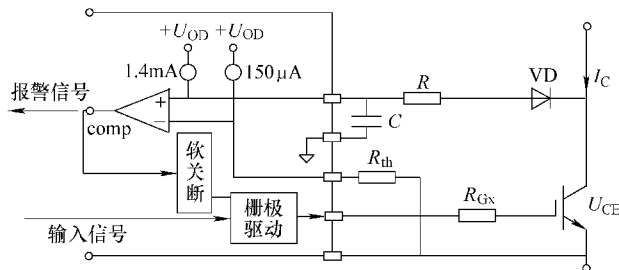 +U_OD +U_OD
1.4mA 150μA
报警信号
+
−
comp
R
VD
I_C
C
软关断
R_th
栅极驱动
R_Gx
U_CE
输入信号